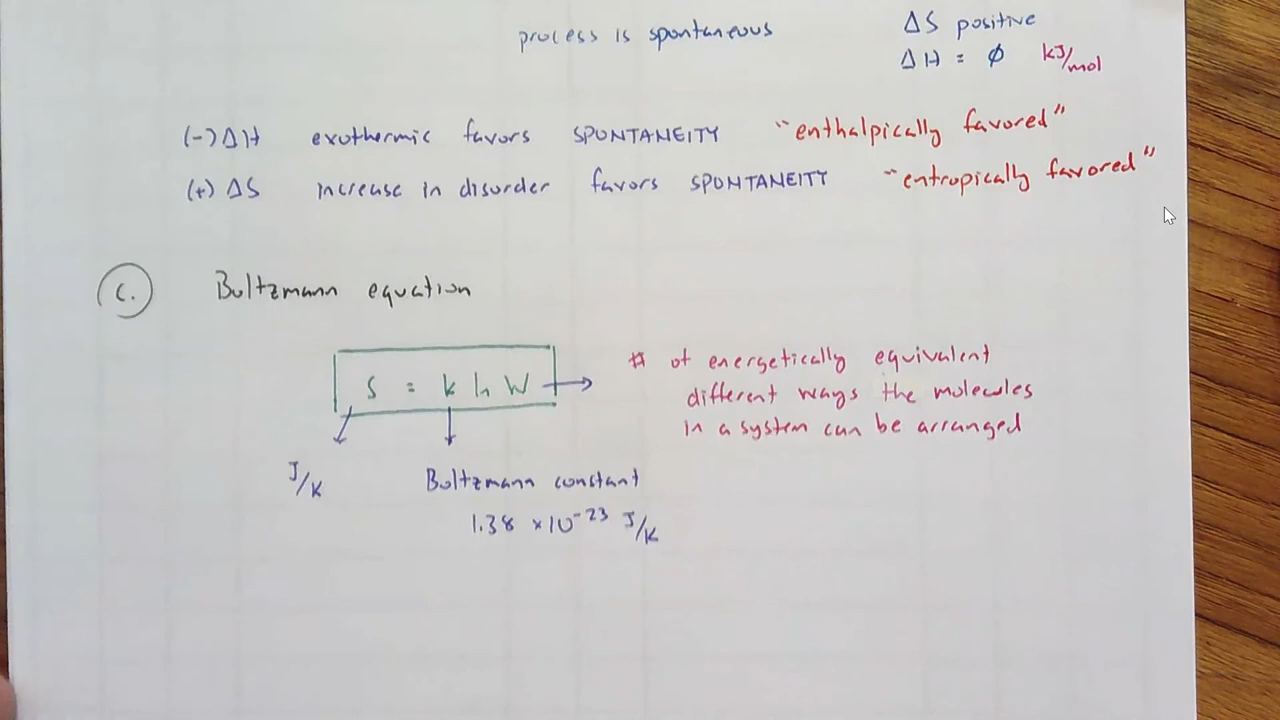 process is spontaneous
ΔS positive
ΔH = ∅ kJ/mol
(-) ΔH exothermic favors SPONTANEITY "enthalpically favored"
(+) ΔS increase in disorder favors SPONTANEITY "entropically favored"
C. Boltzmann equation
S = k ln W
# of energetically equivalent
different ways the molecules
in a system can be arranged
J/K
Boltzmann constant
1.38 ×10⁻²³ J/K